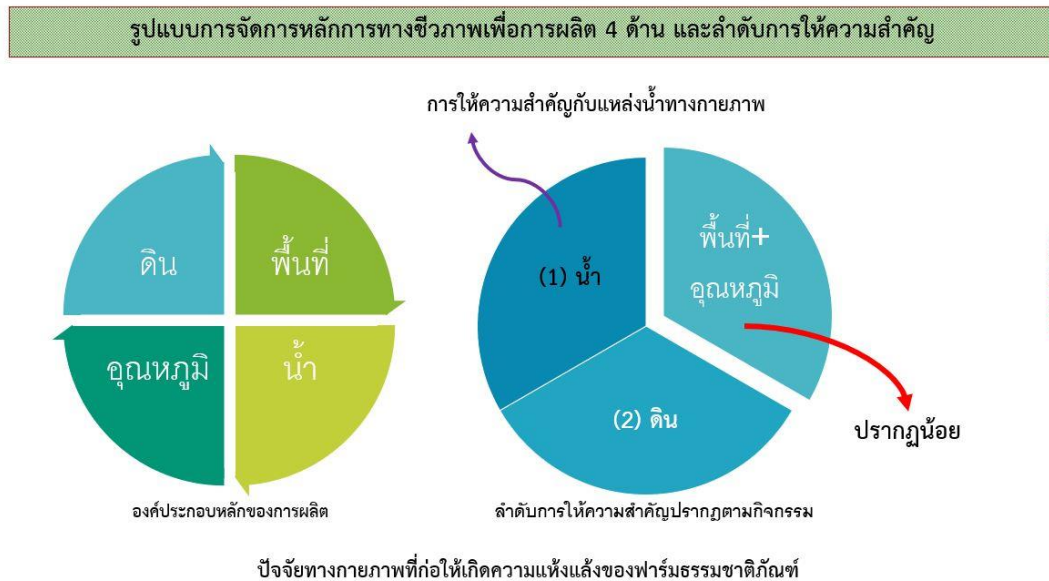 รูปแบบการจัดการหลักการทางชีวภาพเพื่อการผลิต 4 ด้าน และลำดับการให้ความสำคัญ
การให้ความสำคัญกับแหล่งน้ำทางกายภาพ
ดิน
พื้นที่
อุณหภูมิ
น้ำ
(1) น้ำ
พื้นที่+
อุณหภูมิ
(2) ดิน
ปรากฏน้อย
องค์ประกอบหลักของการผลิต
ลำดับการให้ความสำคัญปรากฏตามกิจกรรม
ปัจจัยทางกายภาพที่ก่อให้เกิดความแห้งแล้งของฟาร์มธรรมชาติภัณฑ์